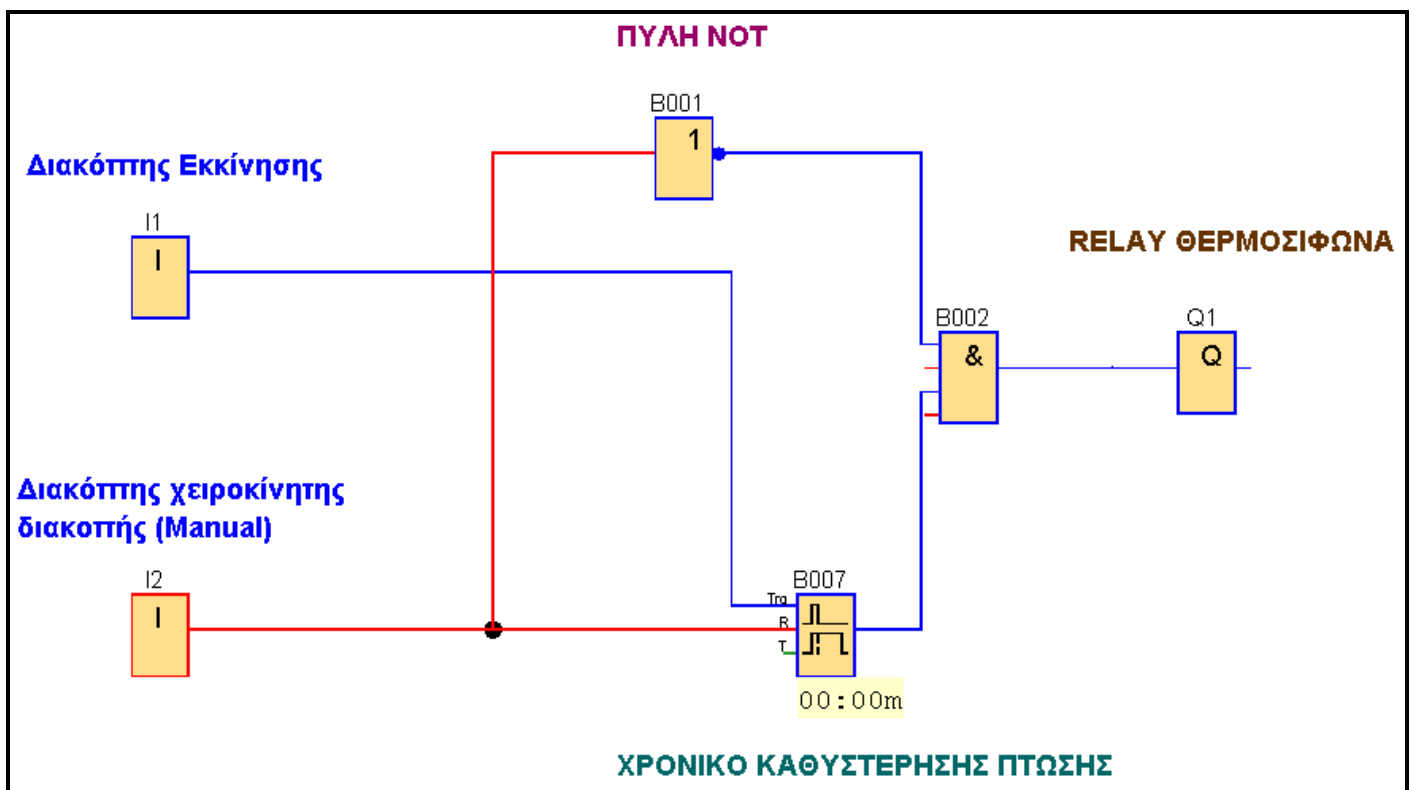 ΠΥΛΗ NOT
B001
1
Διακόπτης Εκκίνησης
I1
I
RELAY ΘΕΡΜΟΣΙΦΩΝΑ
B002
&
Q1
Q
Διακόπτης χειροκίνητης
διακοπής (Manual)
I2
I
B007
Trg
R
T
00:00m
ΧΡΟΝΙΚΟ ΚΑΘΥΣΤΕΡΗΣΗΣ ΠΤΩΣΗΣ